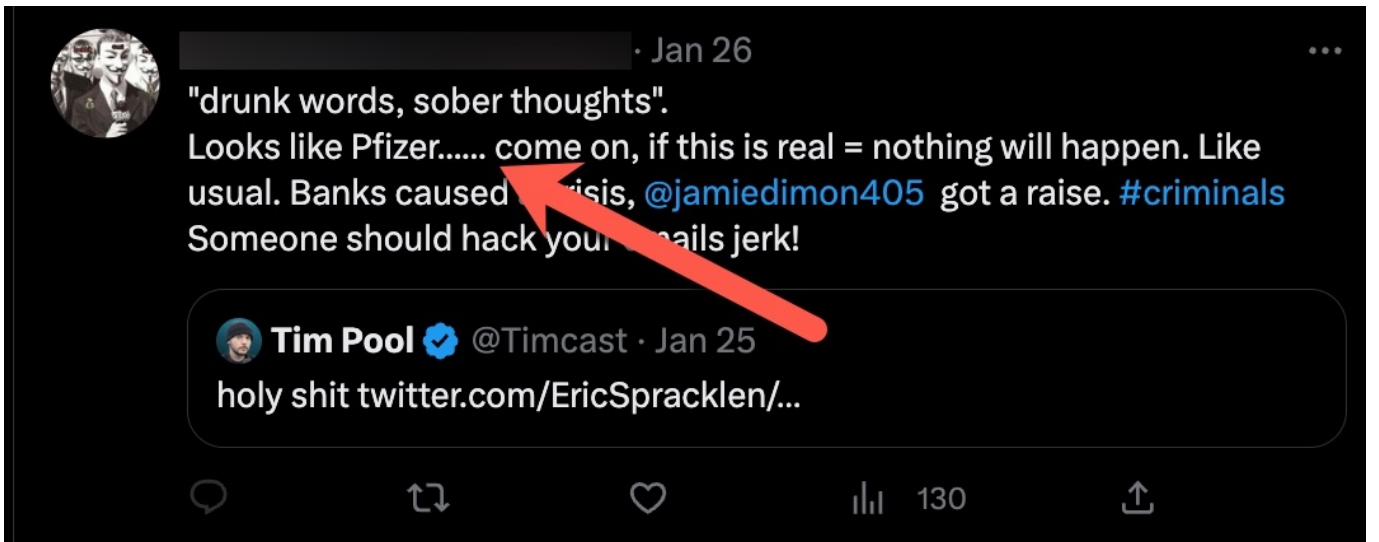 · Jan 26
"drunk words, sober thoughts".
Looks like Pfizer...... come on, if this is real = nothing will happen. Like
usual. Banks caused @jamiedimon405 got a raise. #criminals
Someone should hack jerk!
Tim Pool @Timcast · Jan 25
holy shit twitter.com/EricSpracklen/...
130